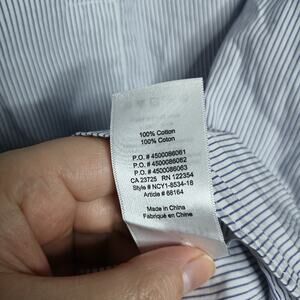 100% Cotton
100% Coton
P.O. # 4500086061
P.O. # 4500086062
P.O. # 4500086063
CA 23725 RN 122354
Style # NCY1-8534-18
Article # 68164
Made in China
Fabriqué en Chine